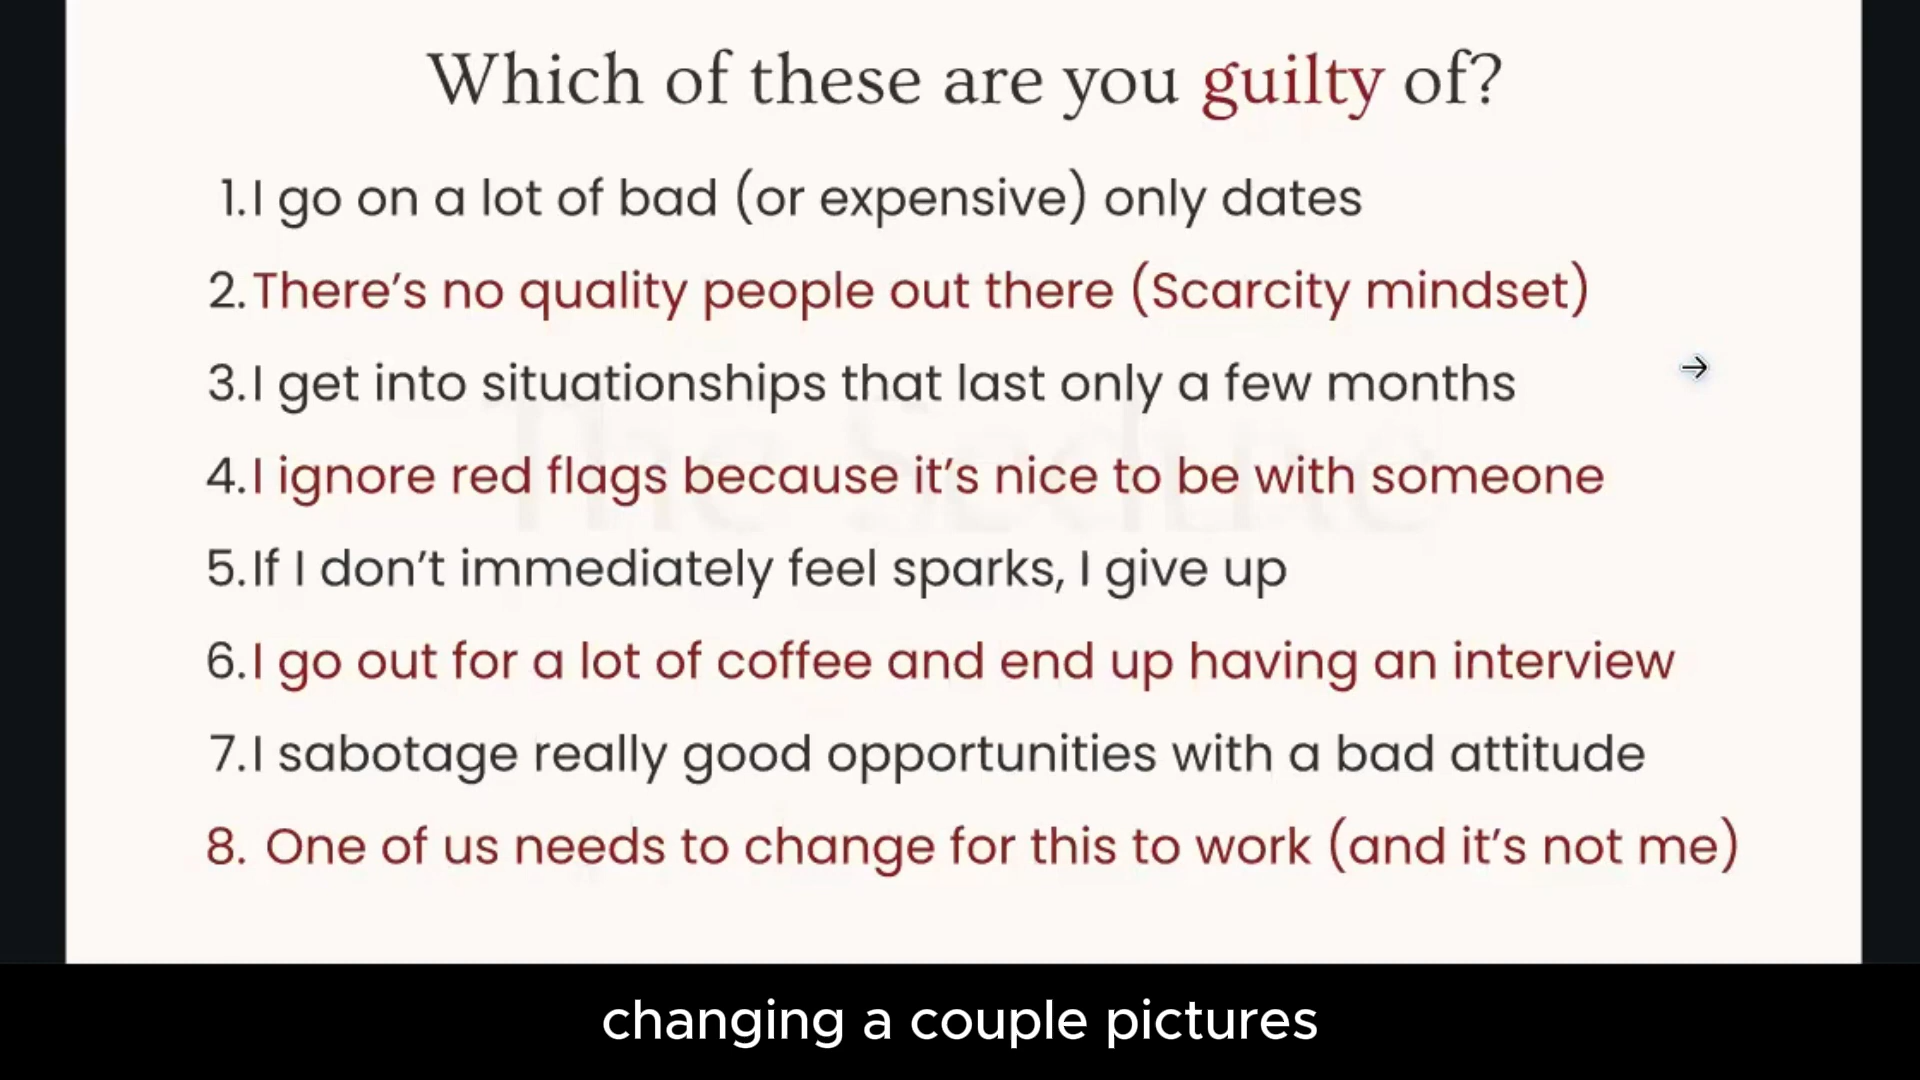 Which of these are you guilty of?
1. I go on a lot of bad (or expensive) only dates
2. There's no quality people out there (Scarcity mindset)
3. I get into situationships that last only a few months
4. I ignore red flags because it's nice to be with someone
5. If I don't immediately feel sparks, I give up
6. I go out for a lot of coffee and end up having an interview
7. I sabotage really good opportunities with a bad attitude
8. One of us needs to change for this to work (and it's not me)
changing a couple pictures